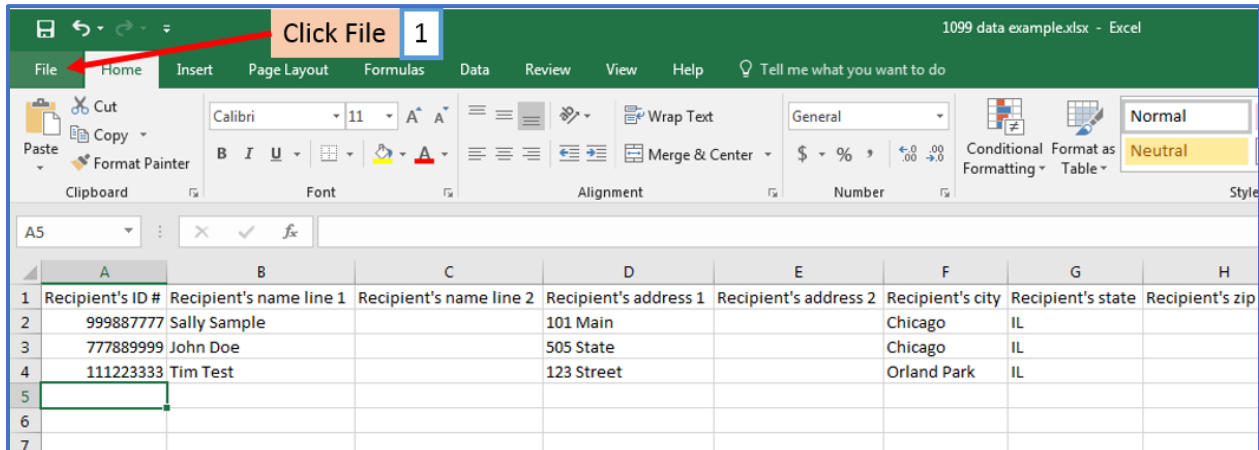 Click File 1
1099 data example.xlsx - Excel
File Home Insert Page Layout Formulas Data Review View Help Tell me what you want to do
Cut
Calibri 11 A A Wrap Text General Normal
Copy
Paste
Format Painter
B I U A Merge & Center $ % , .0 .00 .00 .0 Conditional Formatting Format as Table Neutral
Clipboard Font Alignment Number Style
A5 fx
A B C D E F G H
1 Recipient's ID # Recipient's name line 1 Recipient's name line 2 Recipient's address 1 Recipient's address 2 Recipient's city Recipient's state Recipient's zip
2 999887777 Sally Sample 101 Main Chicago IL
3 777889999 John Doe 505 State Chicago IL
4 111223333 Tim Test 123 Street Orland Park IL
5
6
7